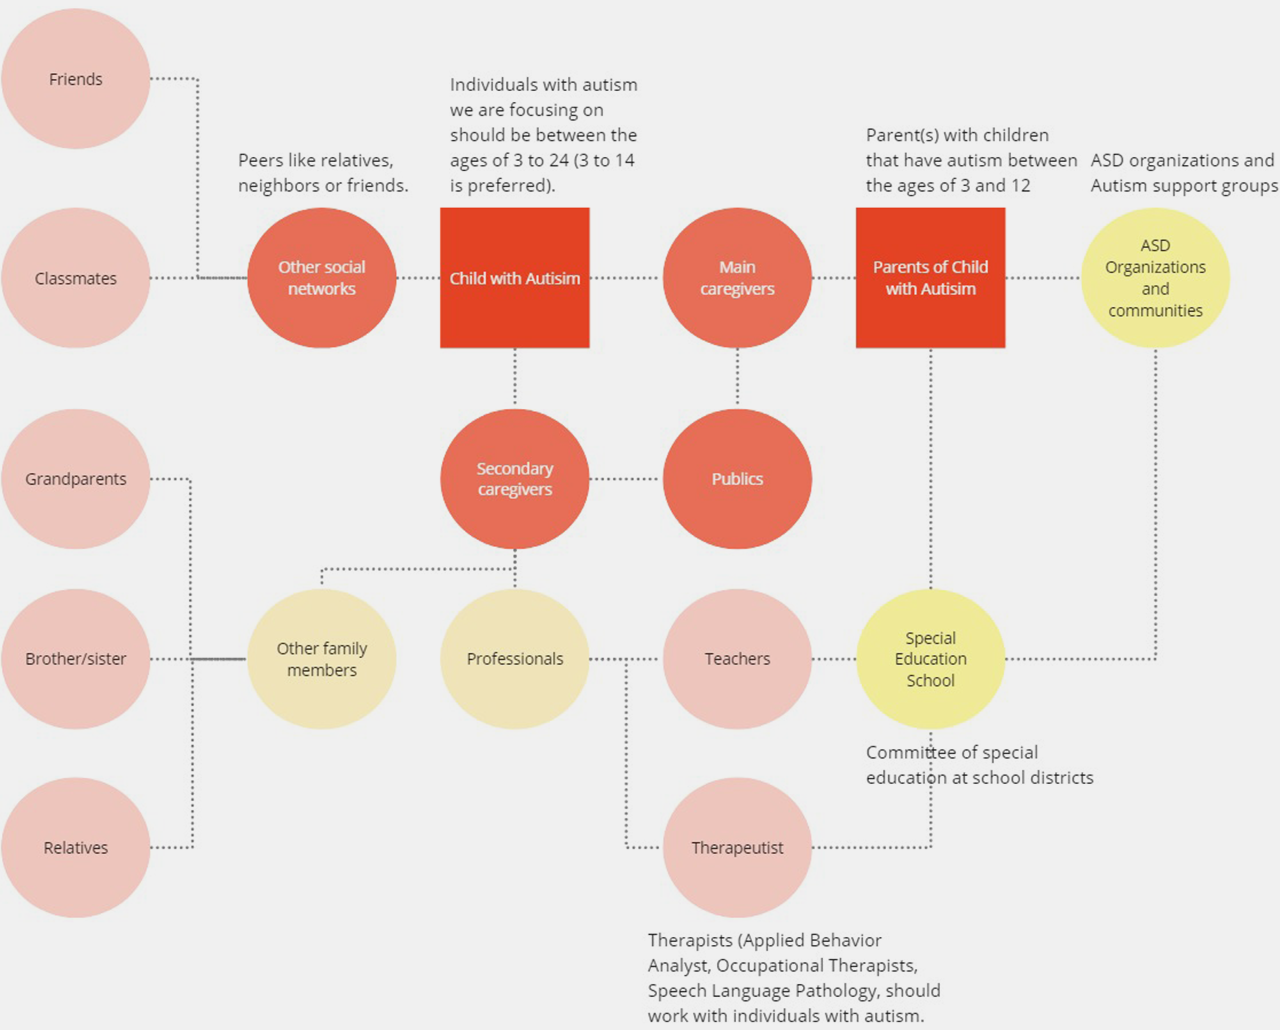 Friends
Individuals with autism
we are focusing on
should be between the
ages of 3 to 24 (3 to 14
is preferred).
Peers like relatives,
neighbors or friends.
Parent(s) with children
that have autism between
the ages of 3 and 12
ASD organizations and
Autism support groups
Classmates
Other social
networks
Child with Autisim
Main
caregivers
Parents of Child
with Autisim
ASD
Organizations
and
communities
Grandparents
Secondary
caregivers
Publics
Brother/sister
Other family
members
Professionals
Teachers
Special
Education
School
Committee of special
education at school districts
Relatives
Therapeutist
Therapists (Applied Behavior
Analyst, Occupational Therapists,
Speech Language Pathology, should
work with individuals with autism.